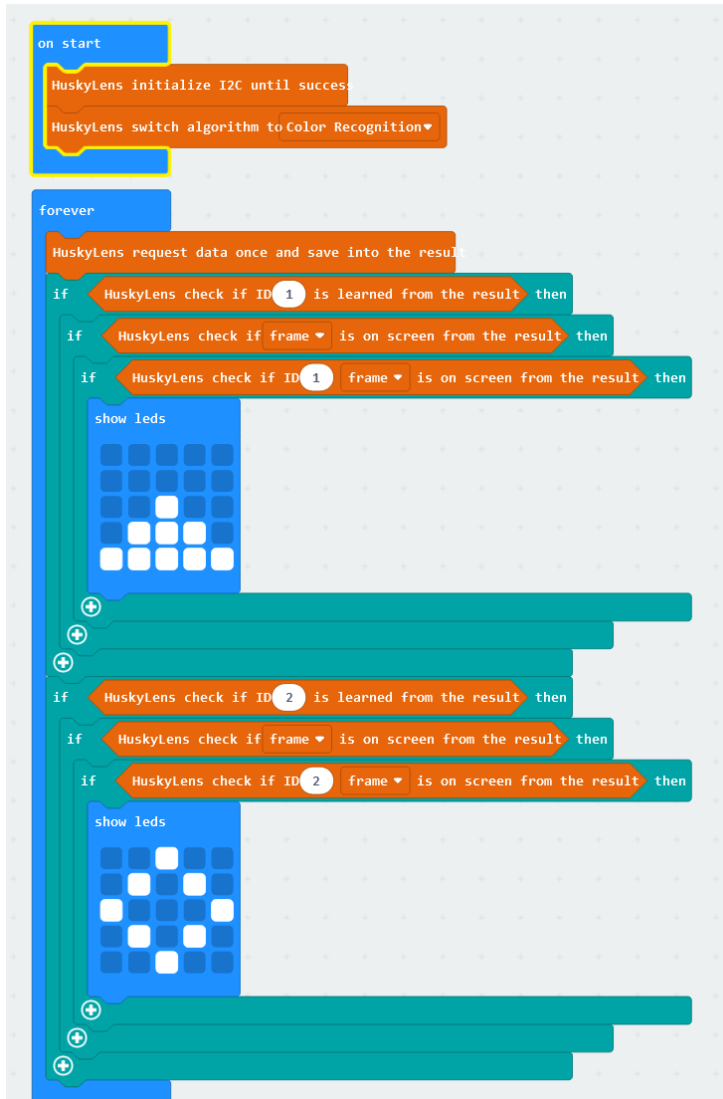 on start
HuskyLens initialize I2C until success
HuskyLens switch algorithm to Color Recognition
forever
HuskyLens request data once and save into the result
if HuskyLens check if ID 1 is learned from the result then
if HuskyLens check if frame is on screen from the result then
if HuskyLens check if ID 1 frame is on screen from the result then
show leds
if HuskyLens check if ID 2 is learned from the result then
if HuskyLens check if frame is on screen from the result then
if HuskyLens check if ID 2 frame is on screen from the result then
show leds